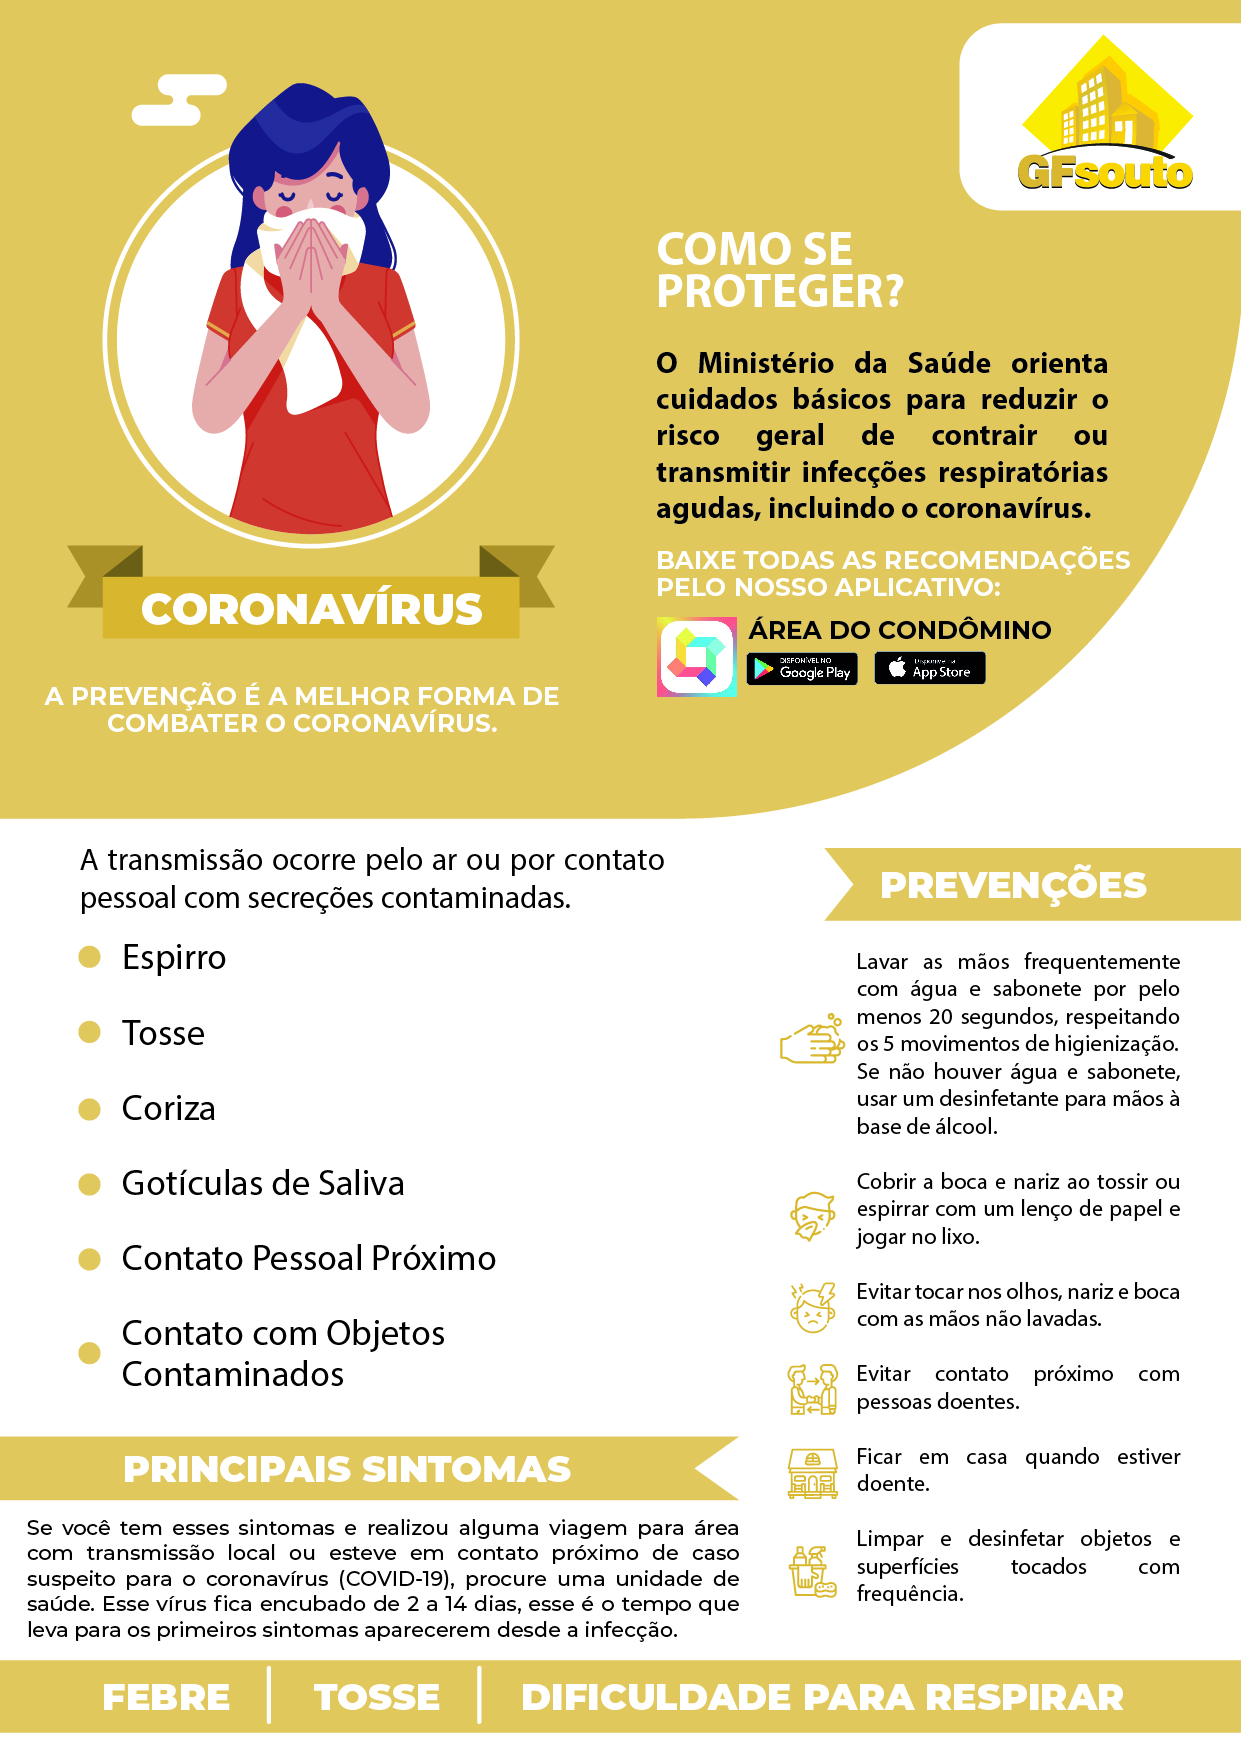 GFsouto
COMO SE
PROTEGER?
O Ministério da Saúde orienta
cuidados básicos para reduzir o
risco geral de contrair ou
transmitir infecções respiratórias
agudas, incluindo o coronavírus.
BAIXE TODAS AS RECOMENDAÇÕES
PELO NOSSO APLICATIVO:
ÁREA DO CONDÔMINO
DISPONÍVEL NO
Google Play
Disponível na
App Store
CORONAVÍRUS
A PREVENÇÃO É A MELHOR FORMA DE
COMBATER O CORONAVÍRUS.
A transmissão ocorre pelo ar ou por contato
pessoal com secreções contaminadas.
Espirro
Tosse
Coriza
Gotículas de Saliva
Contato Pessoal Próximo
Contato com Objetos
Contaminados
PREVENÇÕES
Lavar as mãos frequentemente
com água e sabonete por pelo
menos 20 segundos, respeitando
os 5 movimentos de higienização.
Se não houver água e sabonete,
usar um desinfetante para mãos à
base de álcool.
Cobrir a boca e nariz ao tossir ou
espirrar com um lenço de papel e
jogar no lixo.
Evitar tocar nos olhos, nariz e boca
com as mãos não lavadas.
Evitar contato próximo com
pessoas doentes.
Ficar em casa quando estiver
doente.
Limpar e desinfetar objetos e
superfícies tocados com
frequência.
PRINCIPAIS SINTOMAS
Se você tem esses sintomas e realizou alguma viagem para área
com transmissão local ou esteve em contato próximo de caso
suspeito para o coronavírus (COVID-19), procure uma unidade de
saúde. Esse vírus fica encubado de 2 a 14 dias, esse é o tempo que
leva para os primeiros sintomas aparecerem desde a infecção.
FEBRE
TOSSE
DIFICULDADE PARA RESPIRAR